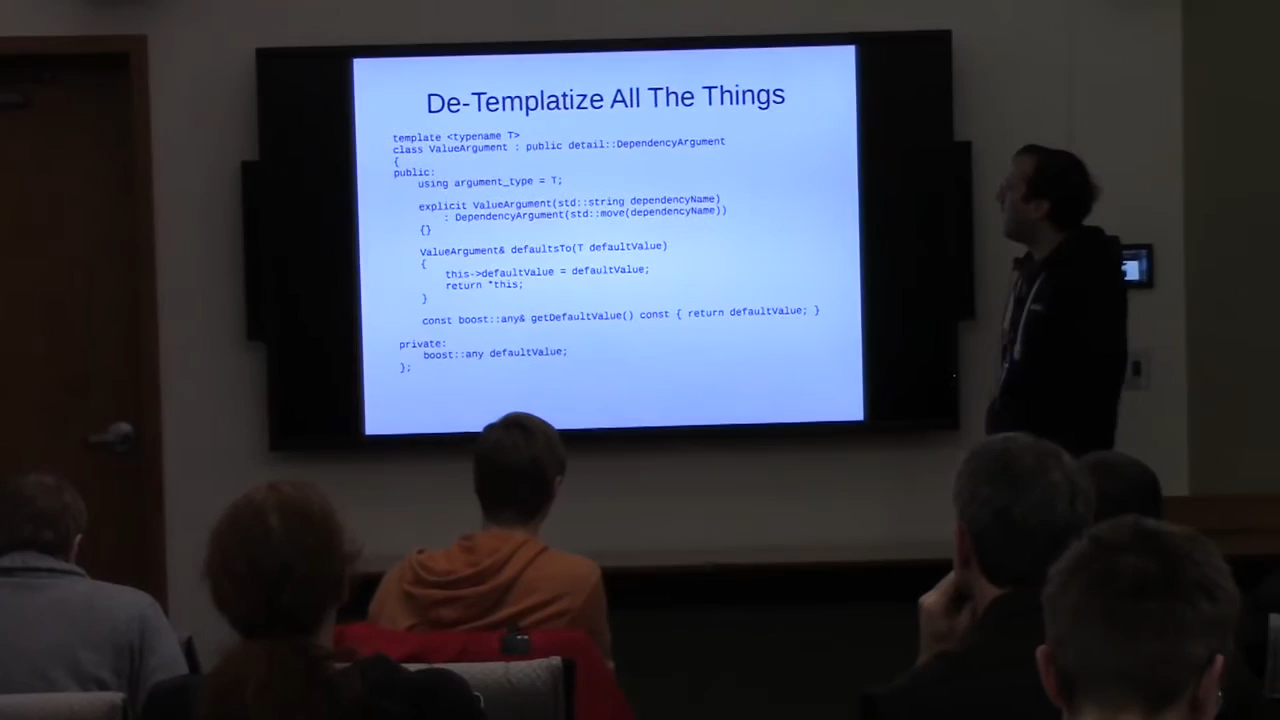 De-Templatize All The Things
template <typename T>
class ValueArgument : public detail::DependencyArgument
{
public:
    using argument_type = T;
    explicit ValueArgument(std::string dependencyName)
        : DependencyArgument(std::move(dependencyName))
    {}
    ValueArgument& defaultsTo(T defaultValue)
    {
        this->defaultValue = defaultValue;
        return *this;
    }
    const boost::any& getDefaultValue() const { return defaultValue; }
private:
    boost::any defaultValue;
};